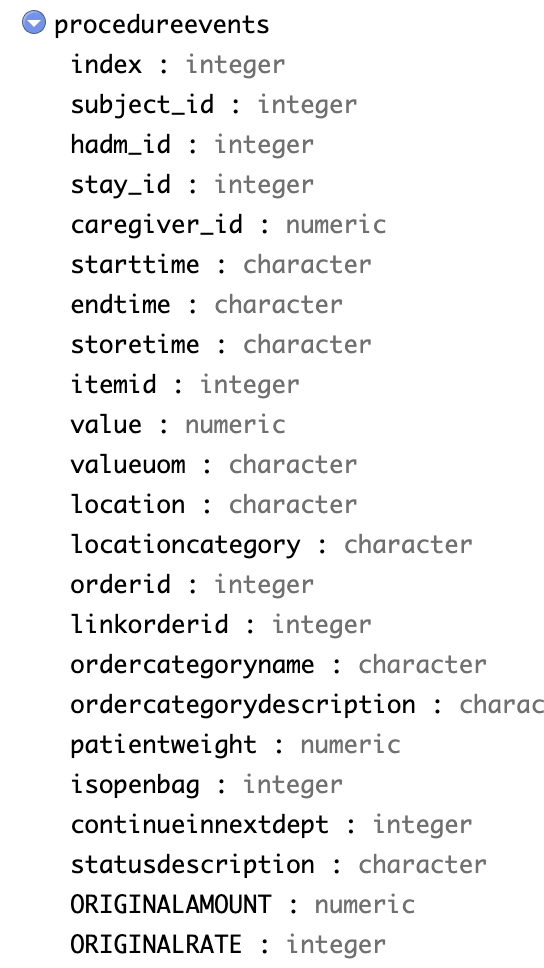 procedureevents
index : integer
subject_id : integer
hadm_id : integer
stay_id : integer
caregiver_id : numeric
starttime : character
endtime : character
storetime : character
itemid : integer
value : numeric
valueuom : character
location : character
locationcategory : character
orderid : integer
linkorderid : integer
ordercategoryname : character
ordercategorydescription : charac
patientweight : numeric
isopenbag : integer
continueinnextdept : integer
statusdescription : character
ORIGINALAMOUNT : numeric
ORIGINALRATE : integer